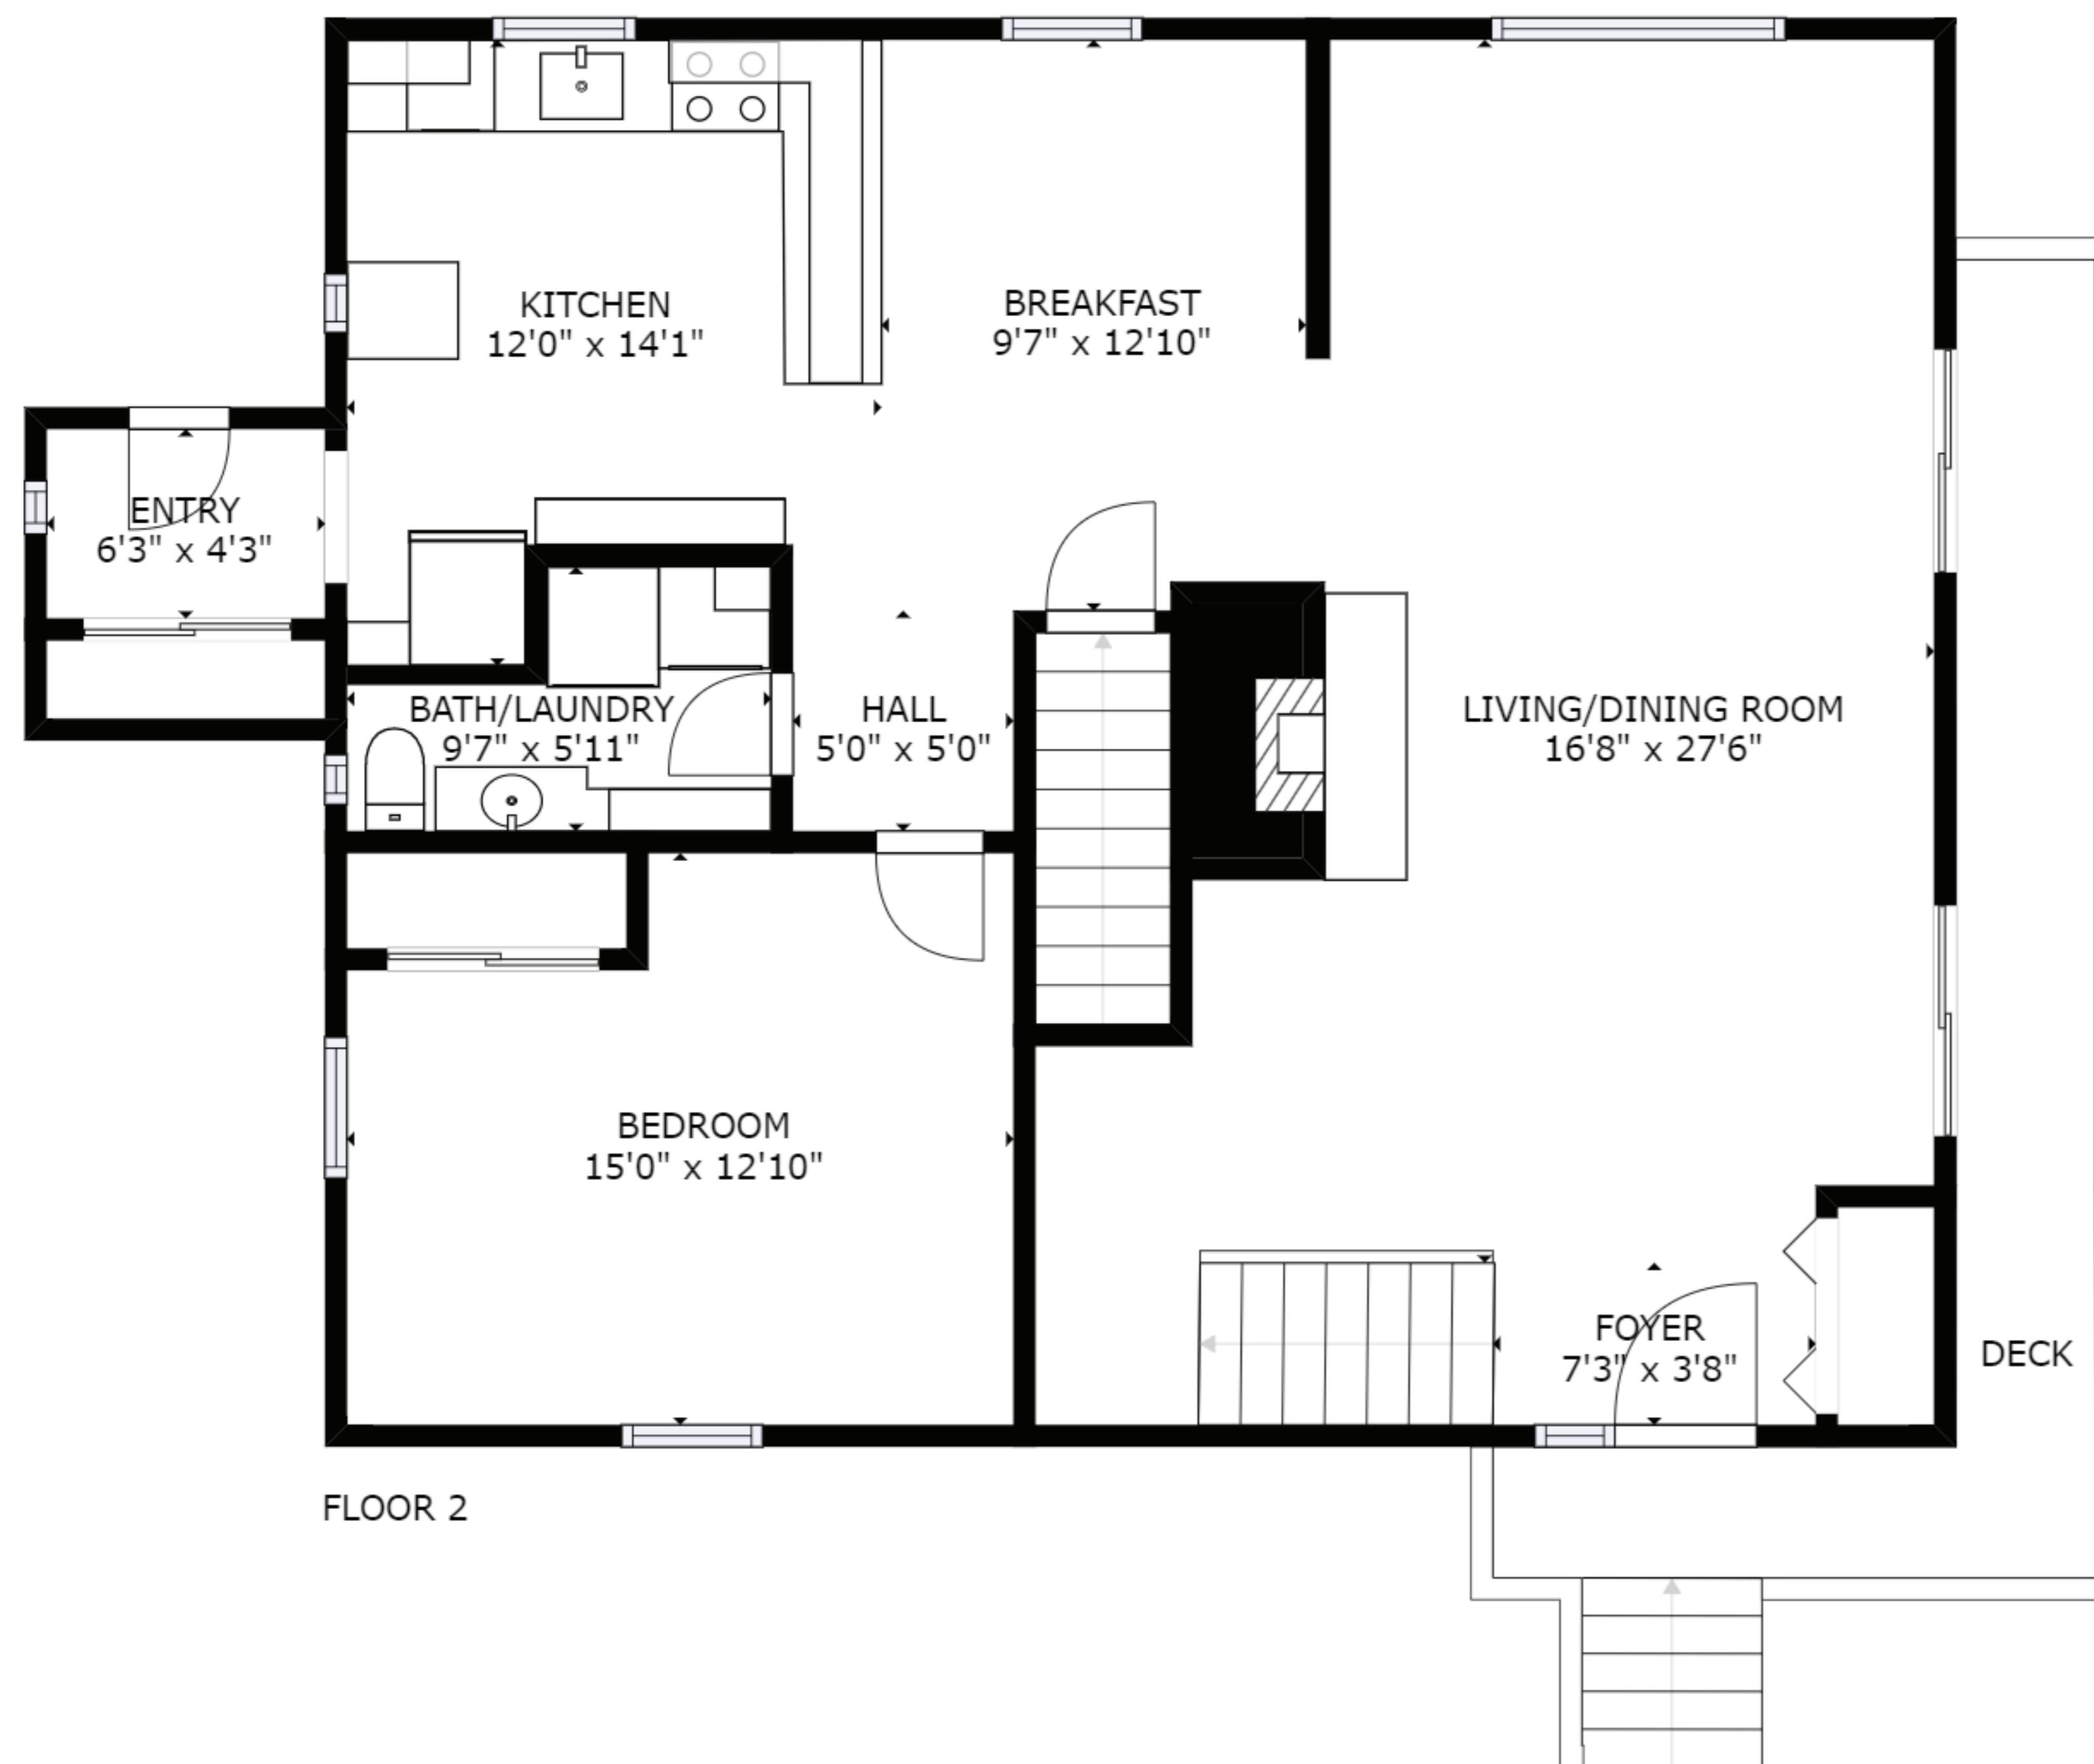 KITCHEN
12'0" x 14'1"
BREAKFAST
9'7" x 12'10"
ENTRY
6'3" x 4'3"
BATH/LAUNDRY
9'7" x 5'11"
HALL
5'0" x 5'0"
LIVING/DINING ROOM
16'8" x 27'6"
BEDROOM
15'0" x 12'10"
FOYER
7'3" x 3'8"
DECK
FLOOR 2